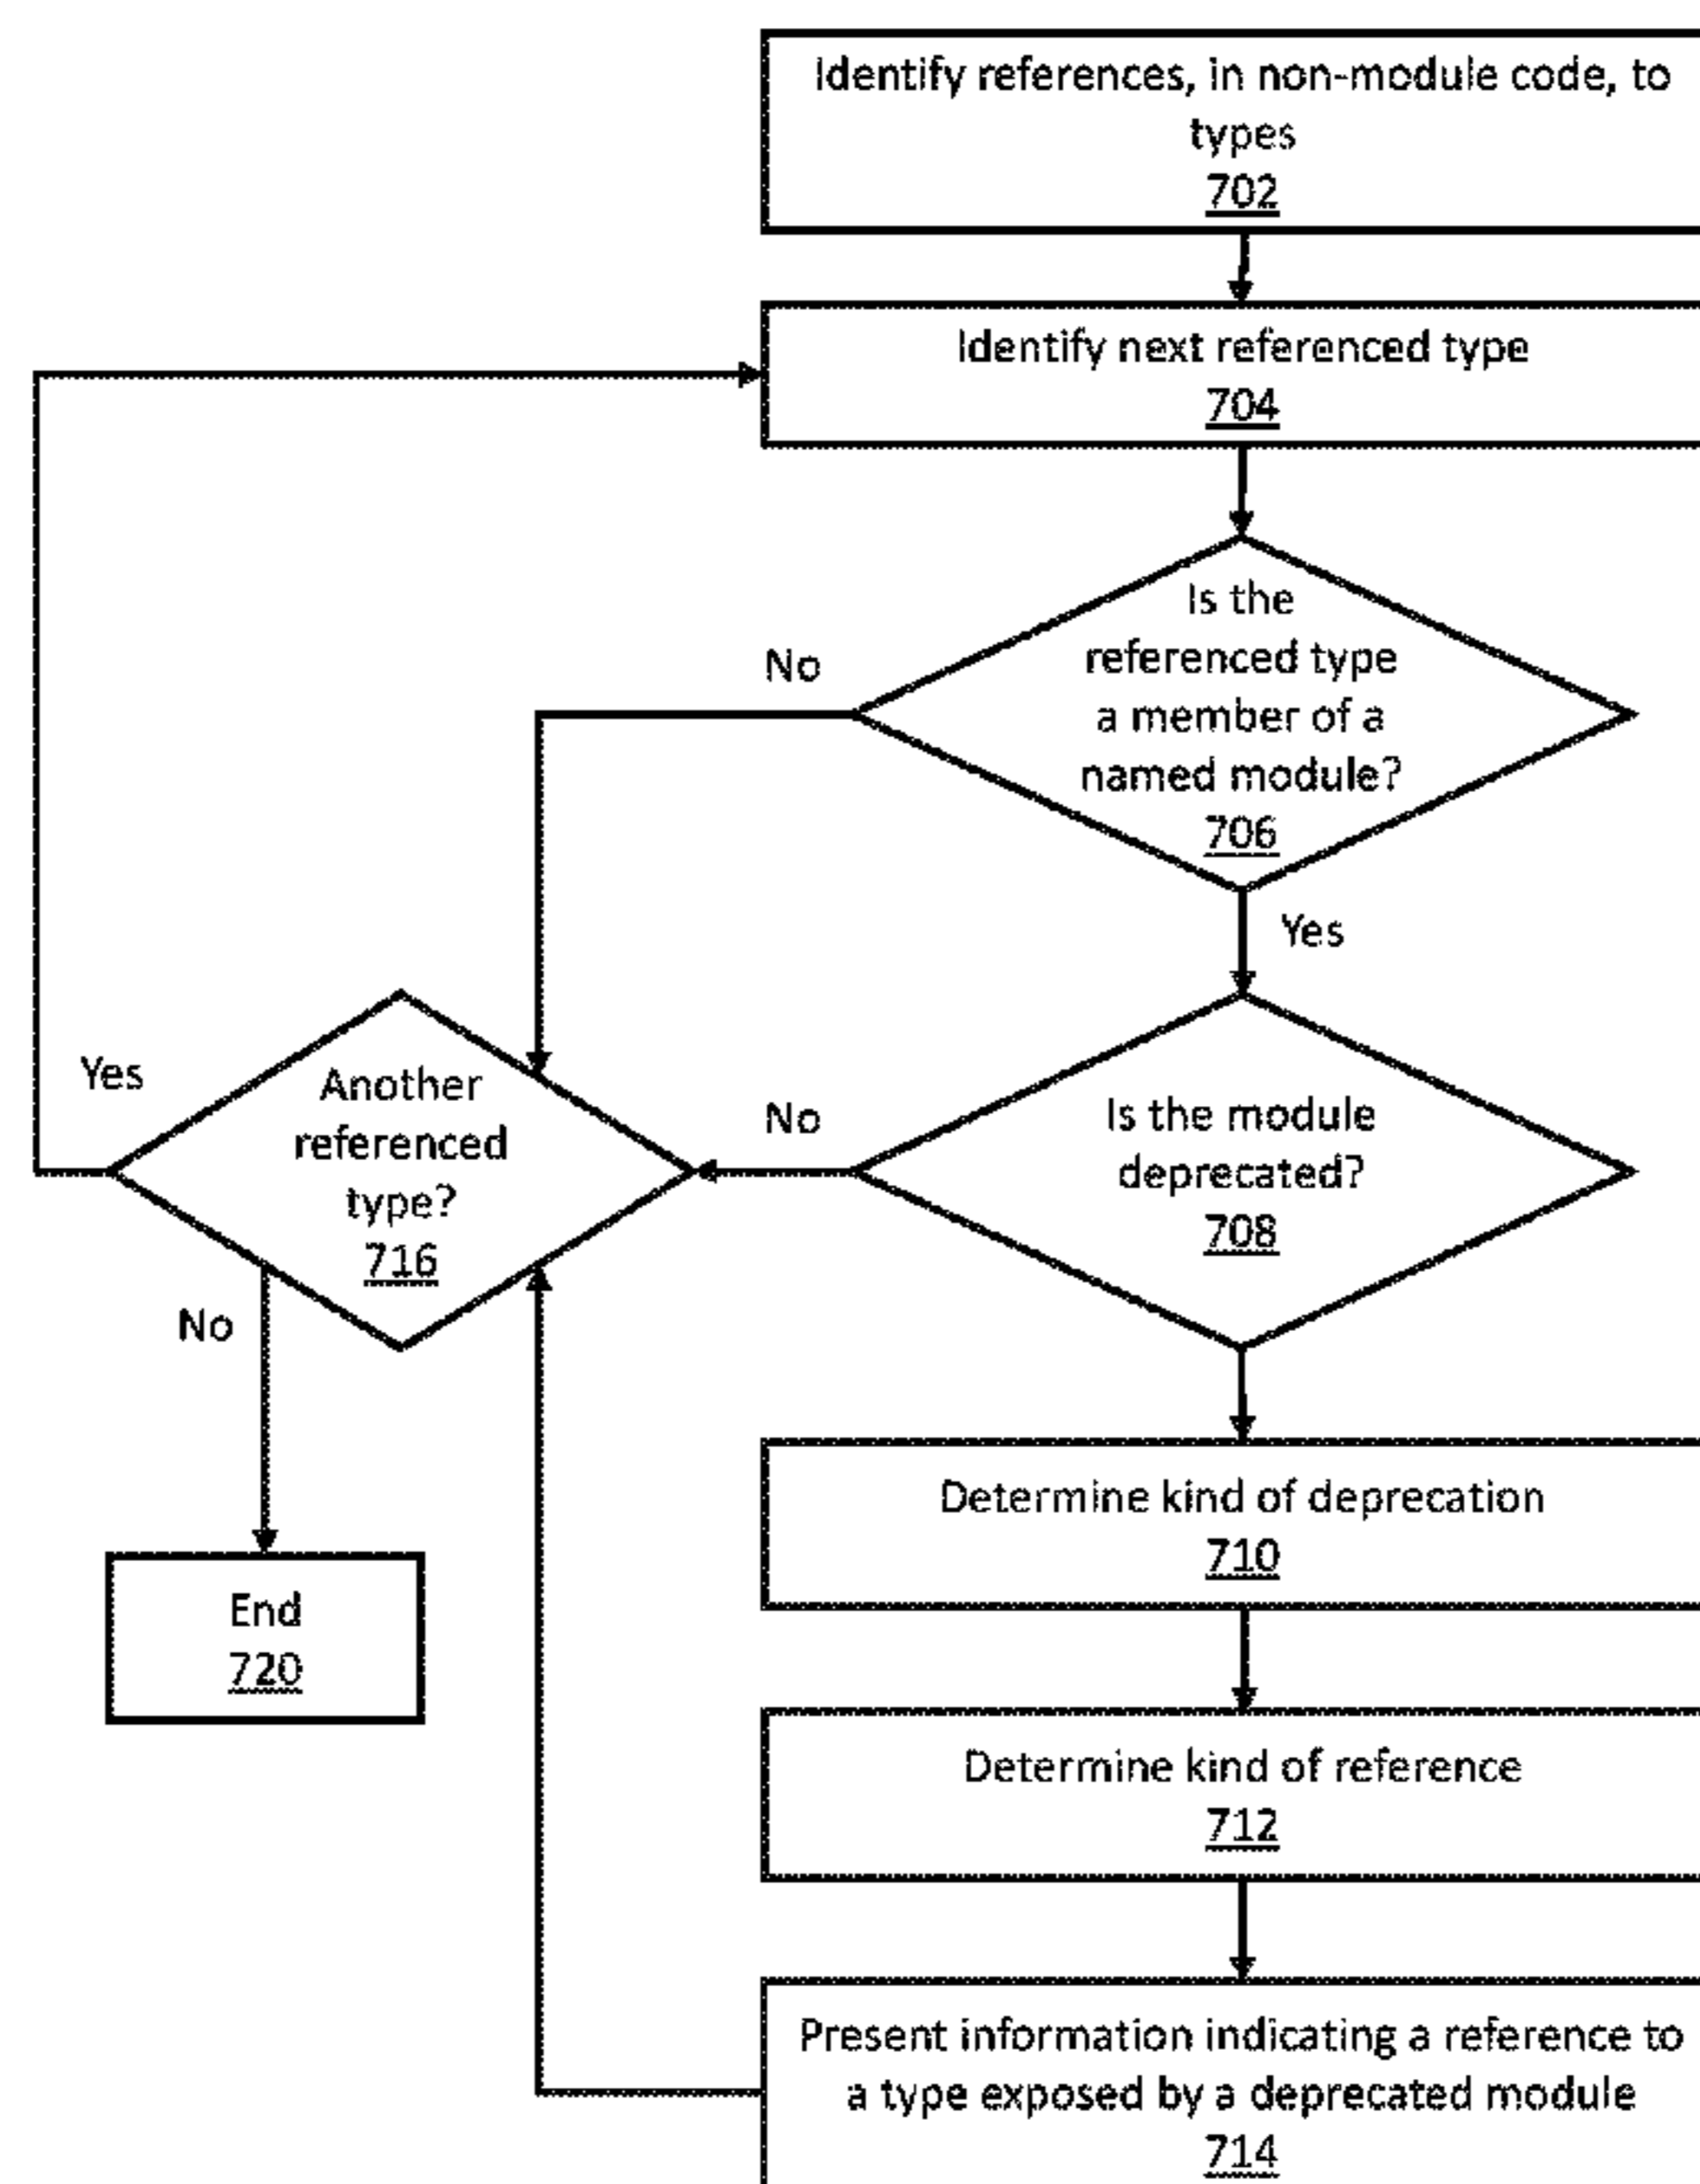 Identify references, in non-module code, to
types
702
Identify next referenced type
704
Is the
referenced type
a member of a
named module?
706
No
Yes
Is the module
deprecated?
708
No
Another
referenced
type?
716
Yes
No
End
720
Determine kind of deprecation
710
Determine kind of reference
712
Present information indicating a reference to
a type exposed by a deprecated module
714